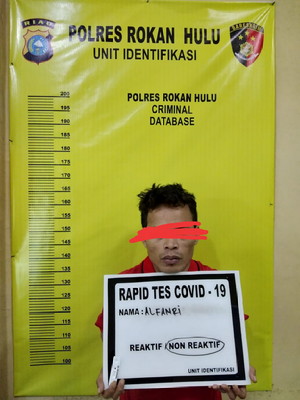 RIAU
POLRES ROKAN HULU
UNIT IDENTIFIKASI
POLRES ROKAN HULU
CRIMINAL
DATABASE
200
195
190
185
180
175
170
165
160
155
150
145
140
135
130
125
120
115
110
105
100
RAPID TES COVID - 19
NAMA : ALFANRI
REAKTIF / NON REAKTIF
UNIT IDENTIFIKASI